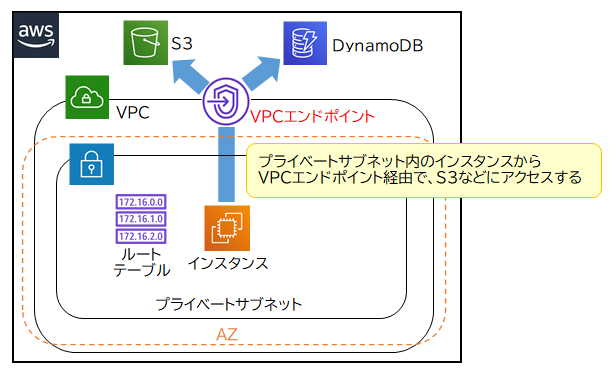 aws
S3
DynamoDB
VPC
VPCエンドポイント
プライベートサブネット内のインスタンスから
VPCエンドポイント経由で、S3などにアクセスする
172.16.0.0
172.16.1.0
172.16.2.0
ルート
テーブル
インスタンス
プライベートサブネット
AZ